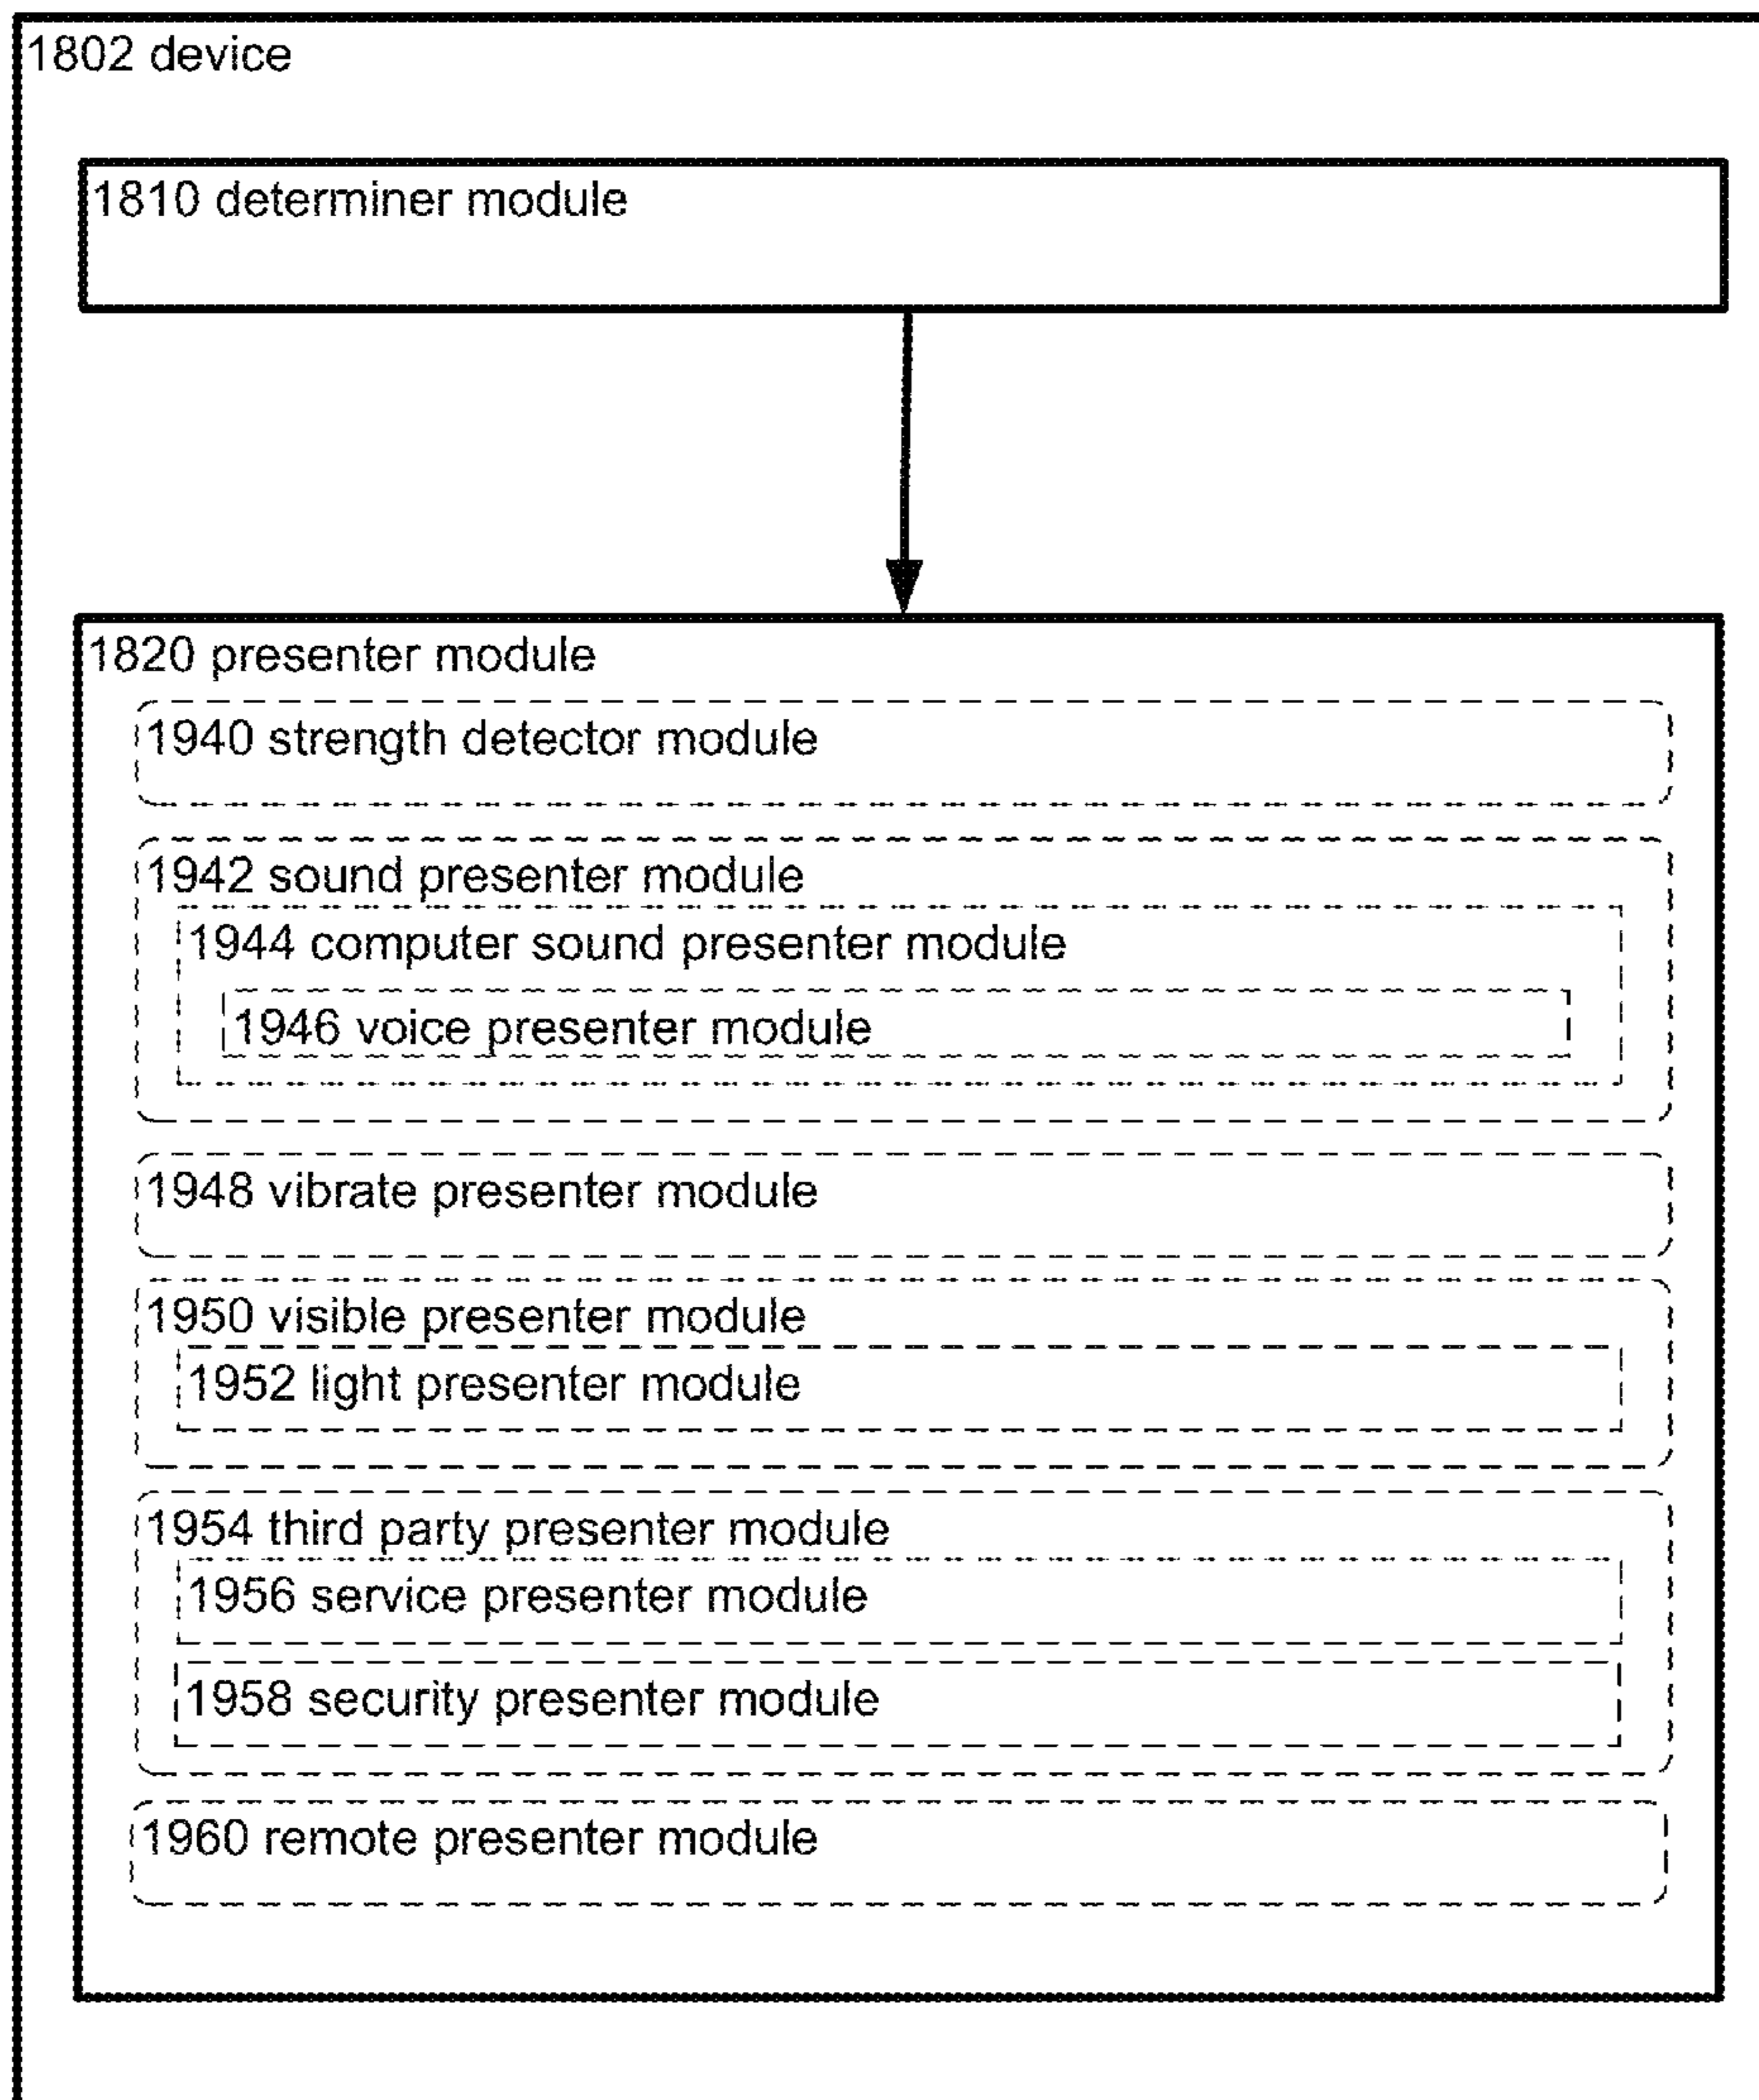 1802 device
1810 determiner module
1820 presenter module
1940 strength detector module
1942 sound presenter module
1944 computer sound presenter module
1946 voice presenter module
1948 vibrate presenter module
1950 visible presenter module
1952 light presenter module
1954 third party presenter module
1956 service presenter module
1958 security presenter module
1960 remote presenter module